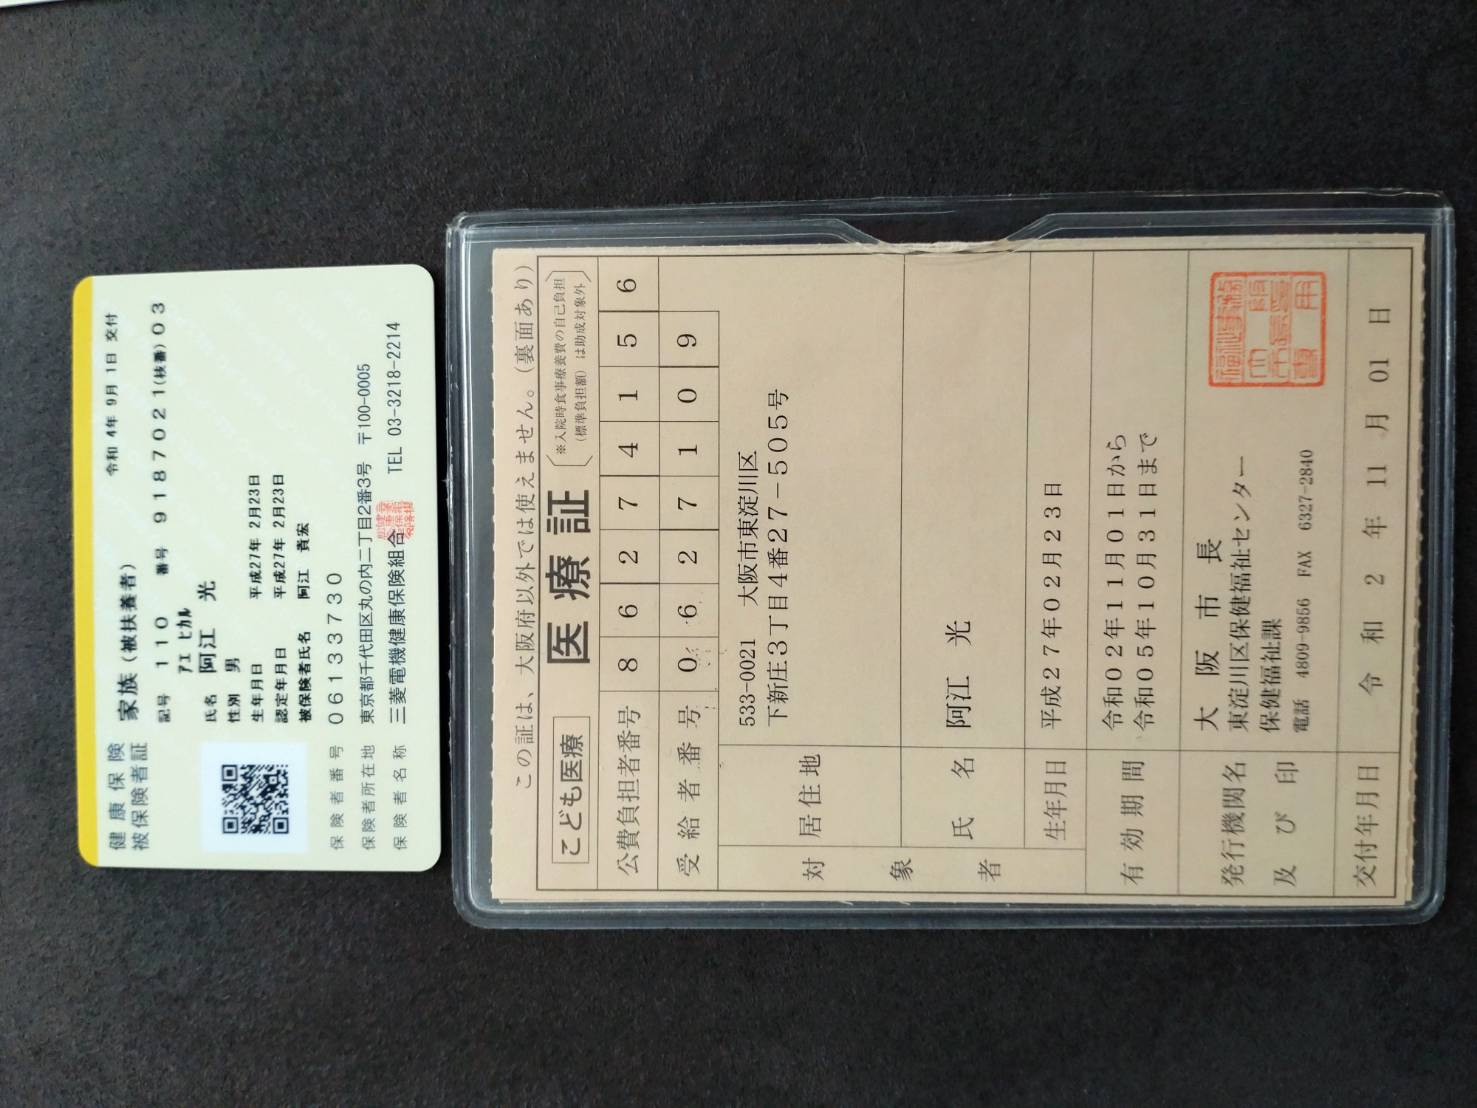 健康保険
被保険者証
家族(被扶養者)
令和 4年 9月 1日 交付
記号 110 番号 9187021(枝番)03
ｱｴ ﾋｶﾙ
氏名 阿江 光
性別 男
生年月日 平成27年 2月23日
認定年月日 平成27年 2月23日
被保険者氏名 阿江 貴宏
保険者番号 06133730
保険者所在地 東京都千代田区丸の内二丁目2番3号 〒100-0005
保険者名称 三菱電機健康保険組合 TEL 03-3218-2214
この証は、大阪府以外では使えません。(裏面あり)
こども医療 医療証
※入院時食事療養費の自己負担
(標準負担額)は助成対象外
公費負担者番号 8 6 2 7 4 1 5 6
受給者番号 0 6 2 7 1 0 9
対象者
居住地 533-0021 大阪市東淀川区
下新庄3丁目4番27-505号
氏名 阿江 光
生年月日 平成27年02月23日
有効期間 令和02年11月01日から
令和05年10月31日まで
発行機関名
及び印
大阪市長
東淀川区保健福祉センター
保健福祉課
電話 4809-9856 FAX 6327-2840
交付年月日 令和 2 年 11 月 01 日